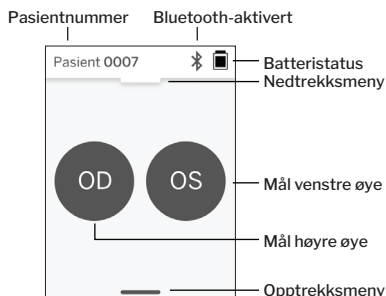 Pasientnummer
Bluetooth-aktivert
Pasient 0007
Batteristatus
Nedtrekksmeny
OD
OS
Mål venstre øye
Mål høyre øye
Opptrekksmeny